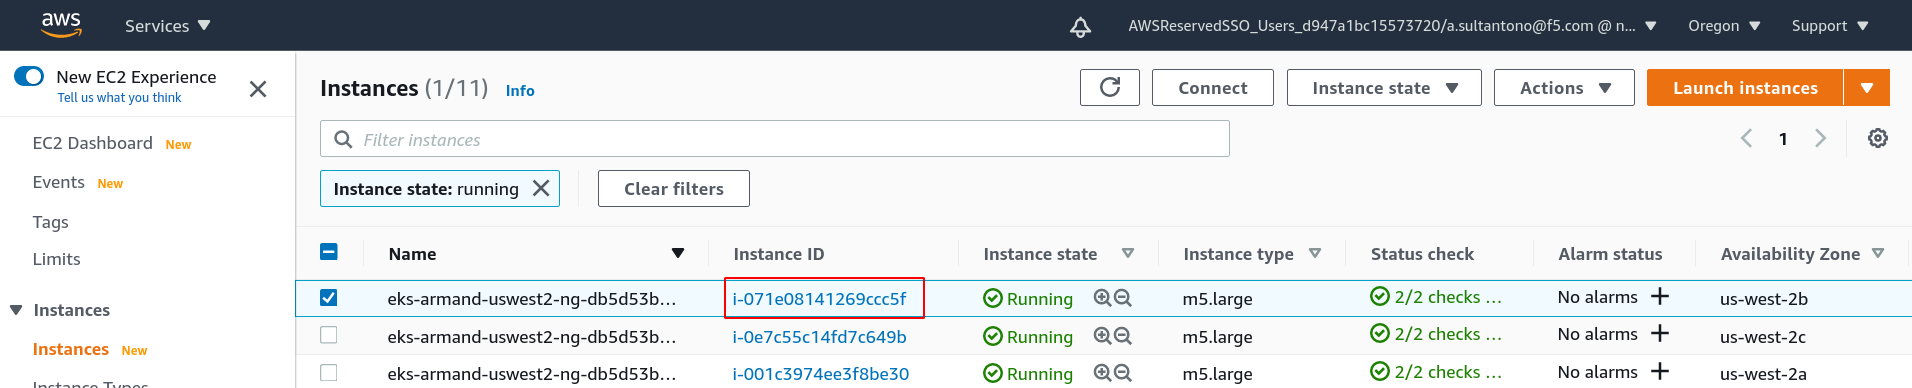 aws Services AWSReservedSSO_Users_d947a1bc15573720/a.sultantono@f5.com @ n... Oregon Support
New EC2 Experience
Tell us what you think
EC2 Dashboard New
Events New
Tags
Limits
Instances
Instances New
Instance Types
Instances (1/11) Info Connect Instance state Actions Launch instances
Filter instances 1
Instance state: running Clear filters
Name Instance ID Instance state Instance type Status check Alarm status Availability Zone
eks-armand-uswest2-ng-db5d53b... i-071e08141269ccc5f Running m5.large 2/2 checks ... No alarms us-west-2b
eks-armand-uswest2-ng-db5d53b... i-0e7c55c14fd7c649b Running m5.large 2/2 checks ... No alarms us-west-2c
eks-armand-uswest2-ng-db5d53b... i-001c3974ee3f8be30 Running m5.large 2/2 checks ... No alarms us-west-2a